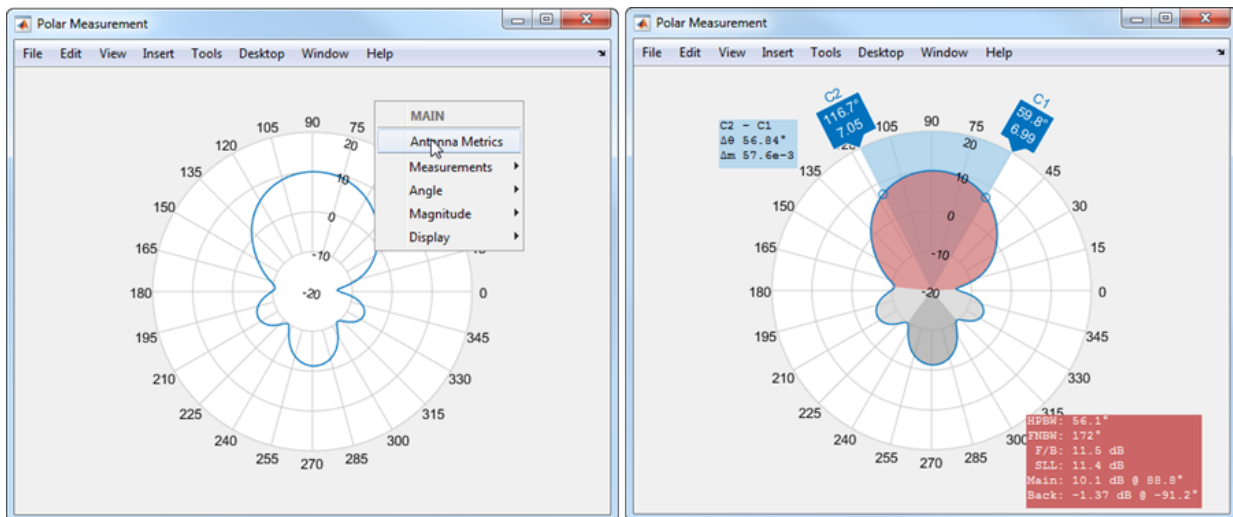 Polar Measurement
File Edit View Insert Tools Desktop Window Help
MAIN
Antenna Metrics
Measurements
Angle
Magnitude
Display
90
105
75
120
135
150
165
180
195
210
225
240
255
270
285
300
315
330
345
0
20
10
0
-10
-20
Polar Measurement
File Edit View Insert Tools Desktop Window Help
C2
116.7°
7.05
C1
59.8°
6.99
C2 - C1
Δθ 56.84°
Δm 57.6e-3
105
90
75
45
30
15
0
345
330
315
300
285
270
255
240
225
210
195
180
165
150
135
20
10
0
-10
-20
HPBW: 56.1°
FNBW: 172°
F/B: 11.5 dB
SLL: 11.4 dB
Main: 10.1 dB @ 88.8°
Back: -1.37 dB @ -91.2°